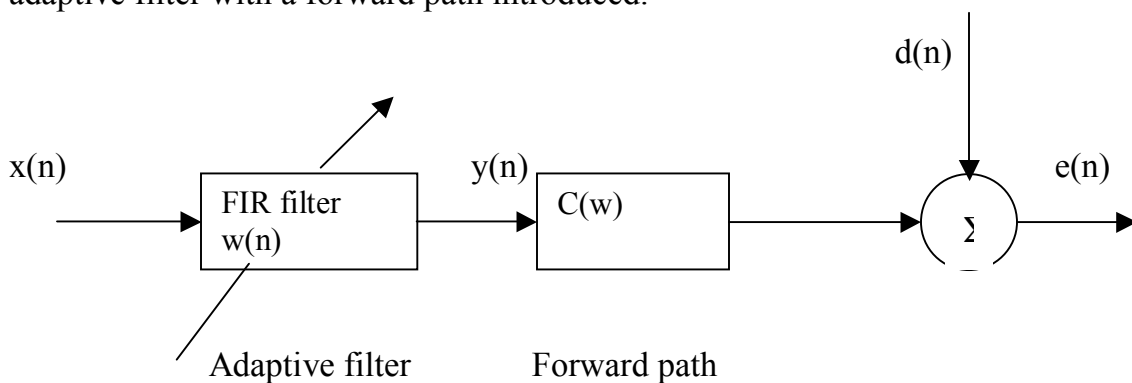 adaptive filter with a forward path introduced.
d(n)
x(n)
y(n)
e(n)
FIR filter
w(n)
C(w)
Σ
Adaptive filter
Forward path